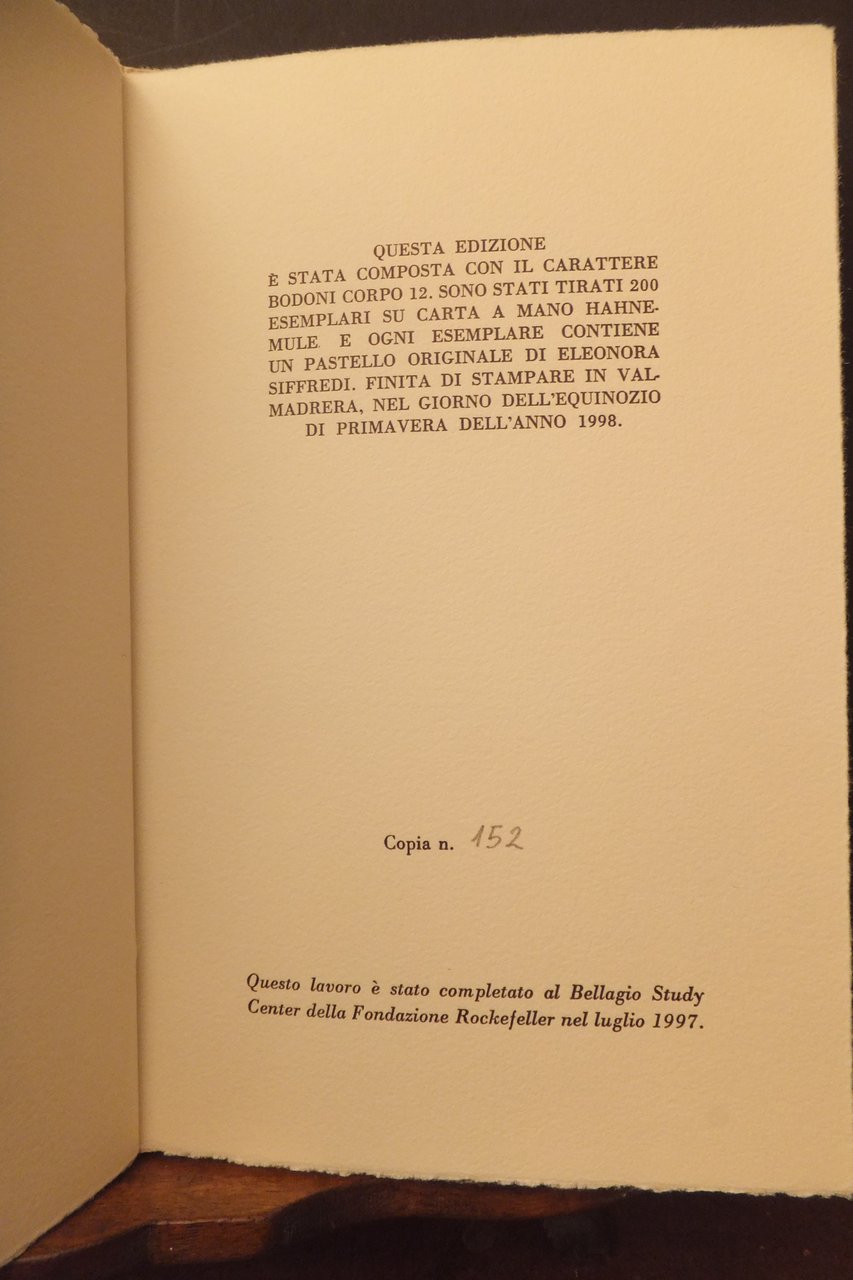 QUESTA EDIZIONE
È STATA COMPOSTA CON IL CARATTERE
BODONI CORPO 12. SONO STATI TIRATI 200
ESEMPLARI SU CARTA A MANO HAHNE-
MULE E OGNI ESEMPLARE CONTIENE
UN PASTELLO ORIGINALE DI ELEONORA
SIFFREDI. FINITA DI STAMPARE IN VAL-
MADRERA, NEL GIORNO DELL'EQUINOZIO
DI PRIMAVERA DELL'ANNO 1998.
Copia n. 152
Questo lavoro è stato completato al Bellagio Study
Center della Fondazione Rockefeller nel luglio 1997.